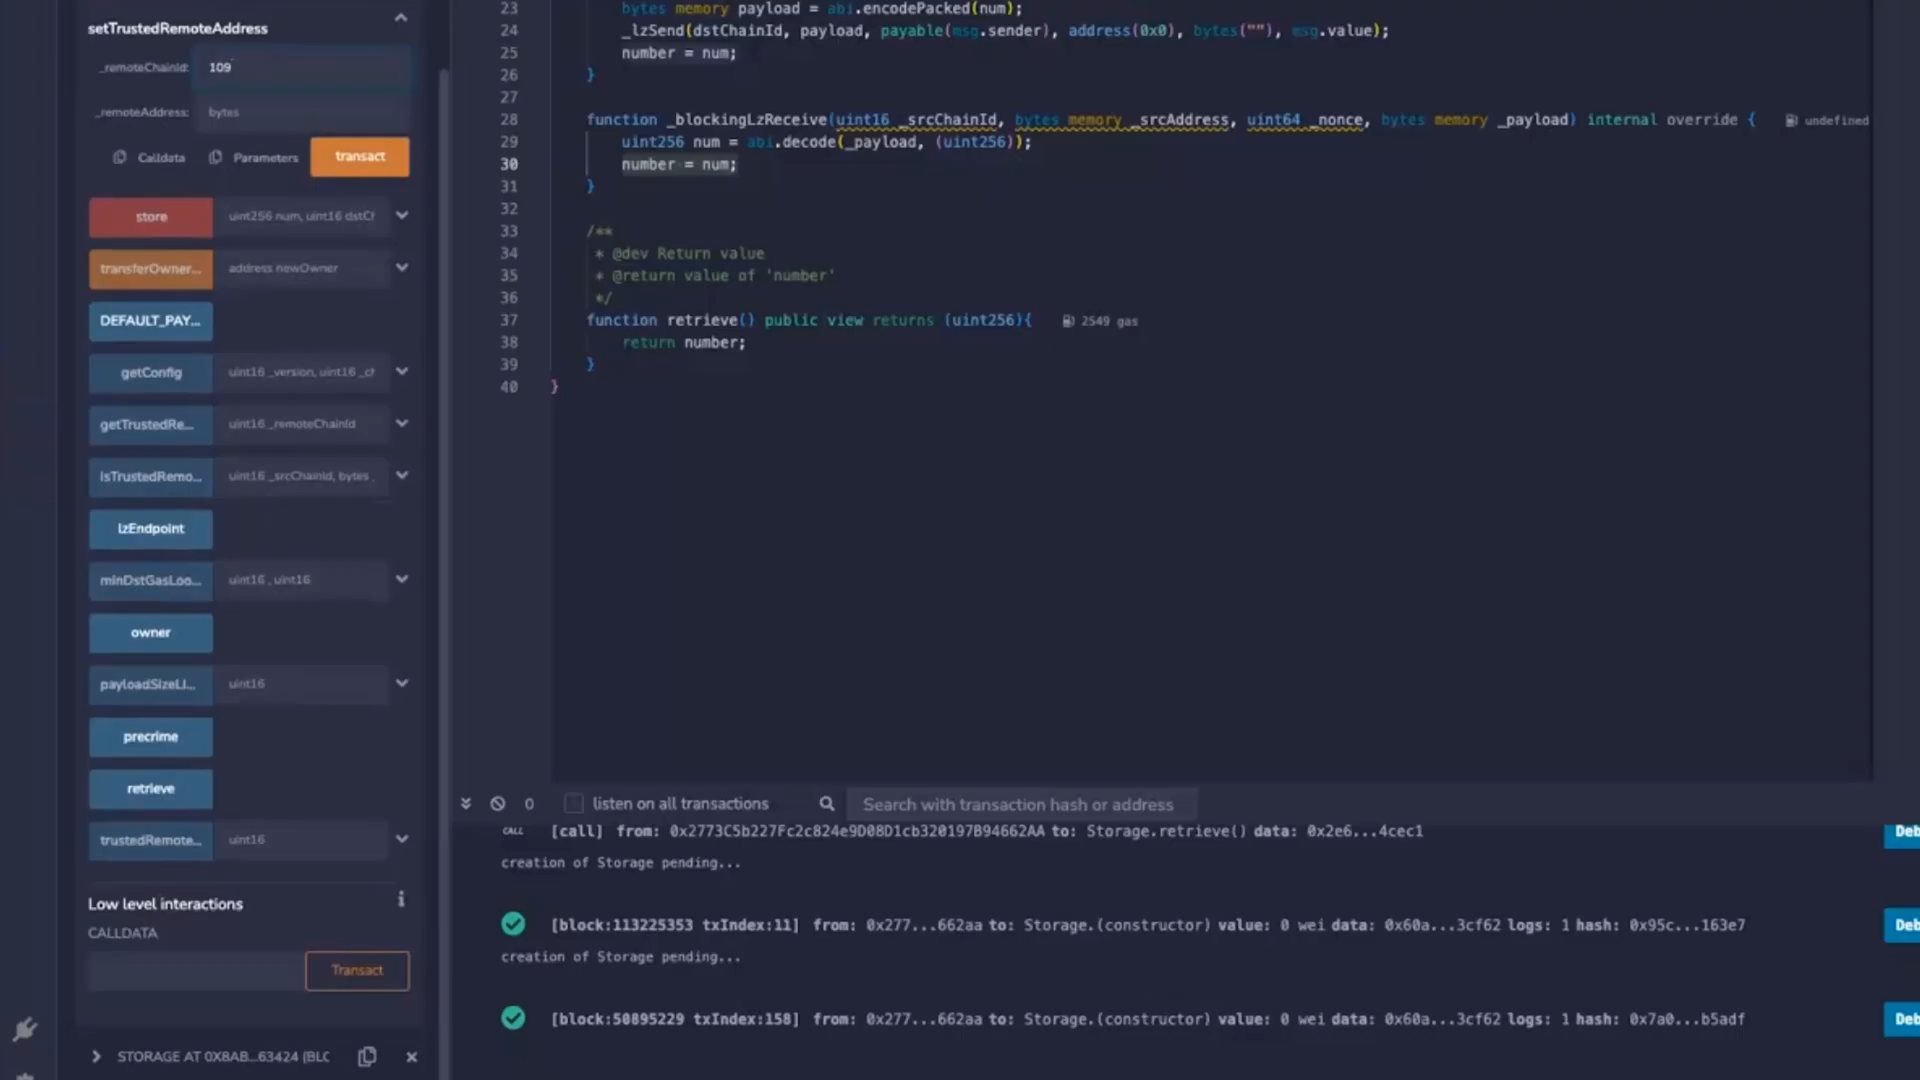 setTrustedRemoteAddress
_remoteChainId: 109
_remoteAddress: bytes
Calldata Parameters transact
store uint256 num, uint16 dstCh
transferOwner... address newOwner
DEFAULT_PAY...
getConfig uint16 _version, uint16 _ch
getTrustedRe... uint16 _remoteChainId
isTrustedRemo... uint16 _srcChainId, bytes _
lzEndpoint
minDstGasLoo... uint16 , uint16
owner
payloadSizeLi... uint16
precrime
retrieve
trustedRemote... uint16
Low level interactions
CALLDATA
Transact
STORAGE AT 0X8AB...63424 (BLO
23 bytes memory payload = abi.encodePacked(num);
24 _lzSend(dstChainId, payload, payable(msg.sender), address(0x0), bytes(""), msg.value);
25 number = num;
26 }
27
28 function _blockingLzReceive(uint16 _srcChainId, bytes memory _srcAddress, uint64 _nonce, bytes memory _payload) internal override { undefined
29 uint256 num = abi.decode(_payload, (uint256));
30 number = num;
31 }
32
33 /**
34 * @dev Return value
35 * @return value of 'number'
36 */
37 function retrieve() public view returns (uint256){ 2549 gas
38 return number;
39 }
40 }
0 listen on all transactions Search with transaction hash or address
CALL [call] from: 0x2773C5b227Fc2c824e9D08D1cb320197B94662AA to: Storage.retrieve() data: 0x2e6...4cec1 Deb
creation of Storage pending...
[block:113225353 txIndex:11] from: 0x277...662aa to: Storage.(constructor) value: 0 wei data: 0x60a...3cf62 logs: 1 hash: 0x95c...163e7 Deb
creation of Storage pending...
[block:50895229 txIndex:158] from: 0x277...662aa to: Storage.(constructor) value: 0 wei data: 0x60a...3cf62 logs: 1 hash: 0x7a0...b5adf Deb